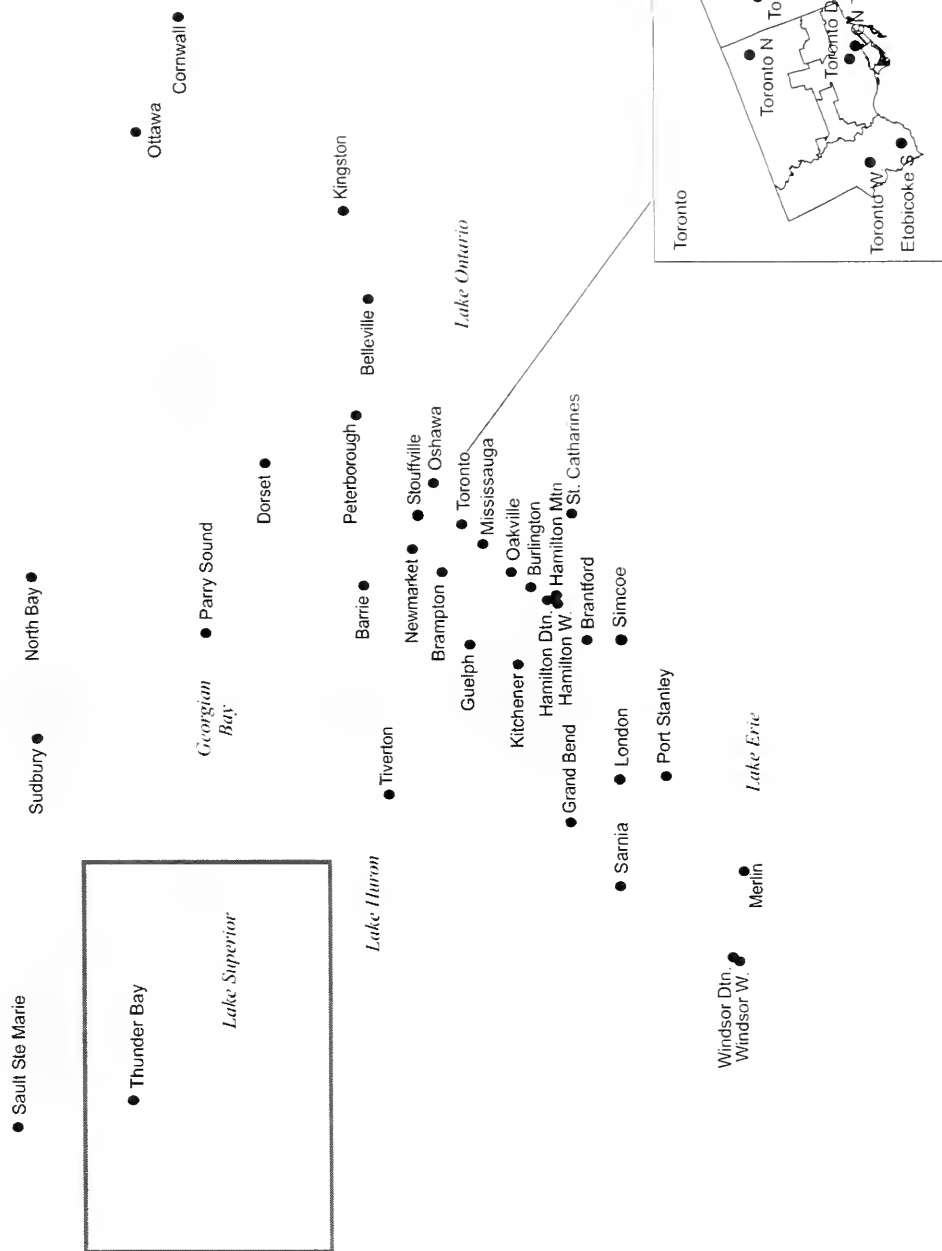 Sault Ste Marie
Sudbury
North Bay
Ottawa
Cornwall
Thunder Bay
Lake Superior
Georgian
Bay
Parry Sound
Dorset
Kingston
Lake Huron
Tiverton
Barrie
Peterborough
Belleville
Lake Ontario
Newmarket
Stouffville
Brampton
Oshawa
Guelph
Toronto
Mississauga
Kitchener
Oakville
Burlington
Hamilton Dtn.
Hamilton Mtn
Hamilton W.
St. Catharines
Grand Bend
Brantford
Sarnia
London
Simcoe
Port Stanley
Windsor Dtn.
Windsor W.
Merlin
Lake Erie
Toronto
Toronto N
To
Toronto D
Toronto W
Etobicoke S